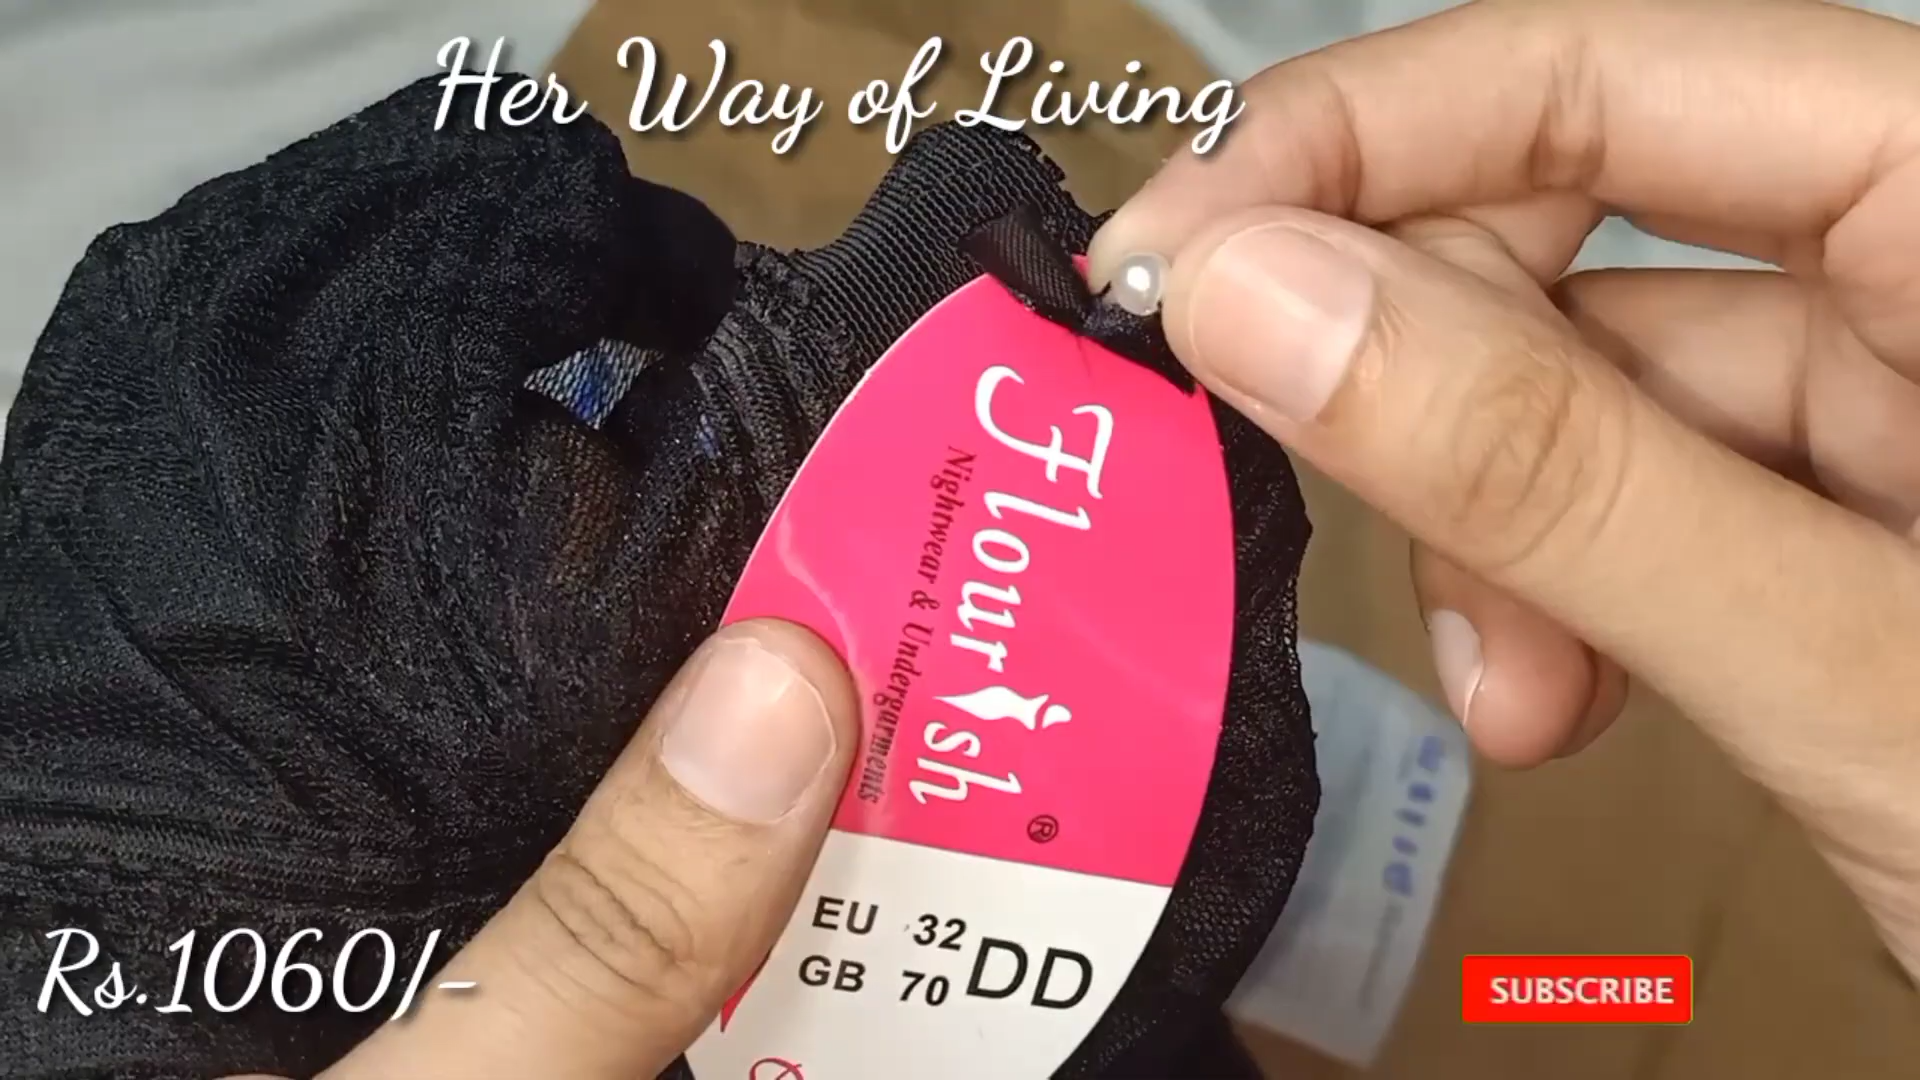 Her Way of Living
Flourish®
Nightwear & Undergarments
EU 32 DD
GB 70
Rs.1060/-
SUBSCRIBE